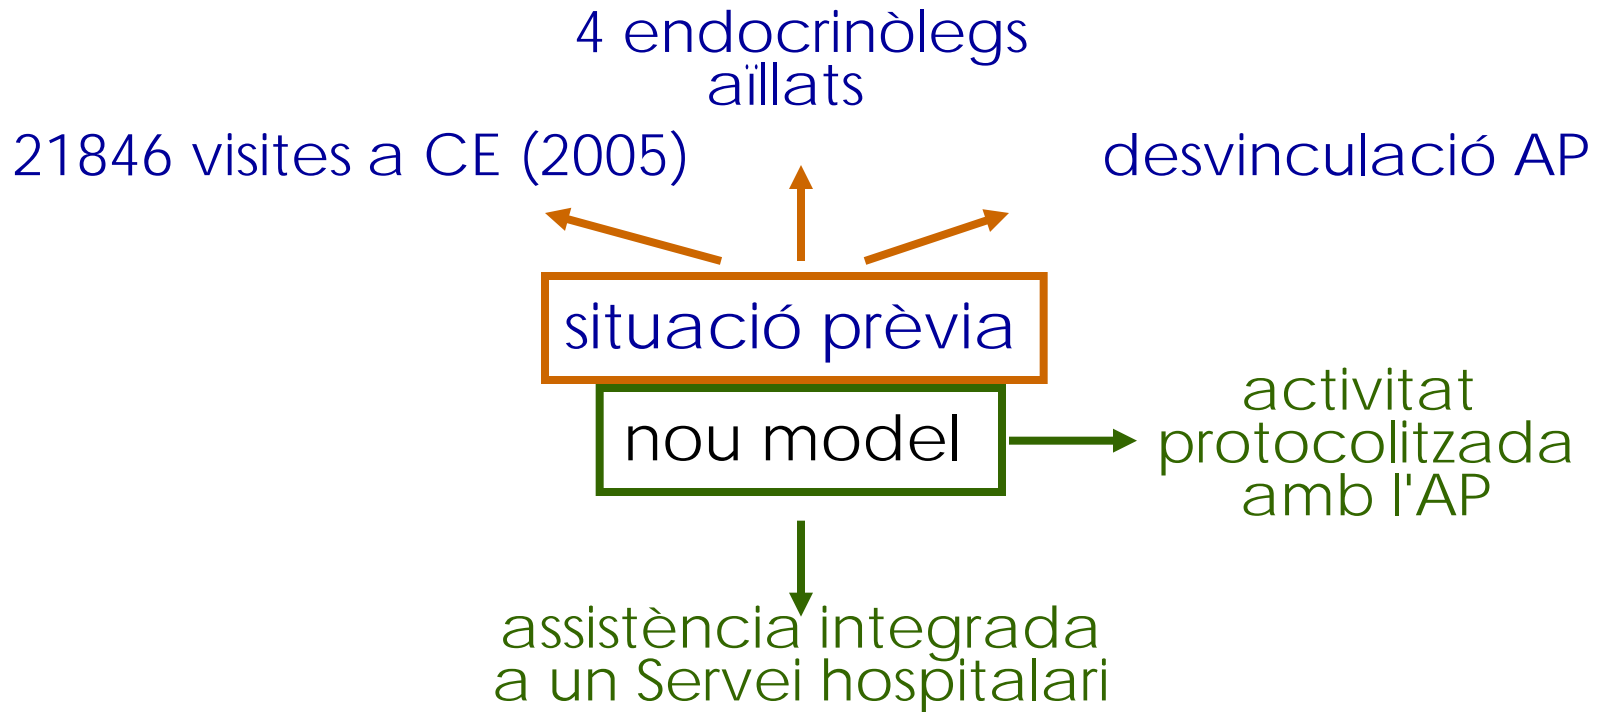 4 endocrinòlegs
aïllats
21846 visites a CE (2005)
desvinculació AP
situació prèvia
nou model
activitat
protocolitzada
amb l'AP
assistència integrada
a un Servei hospitalari